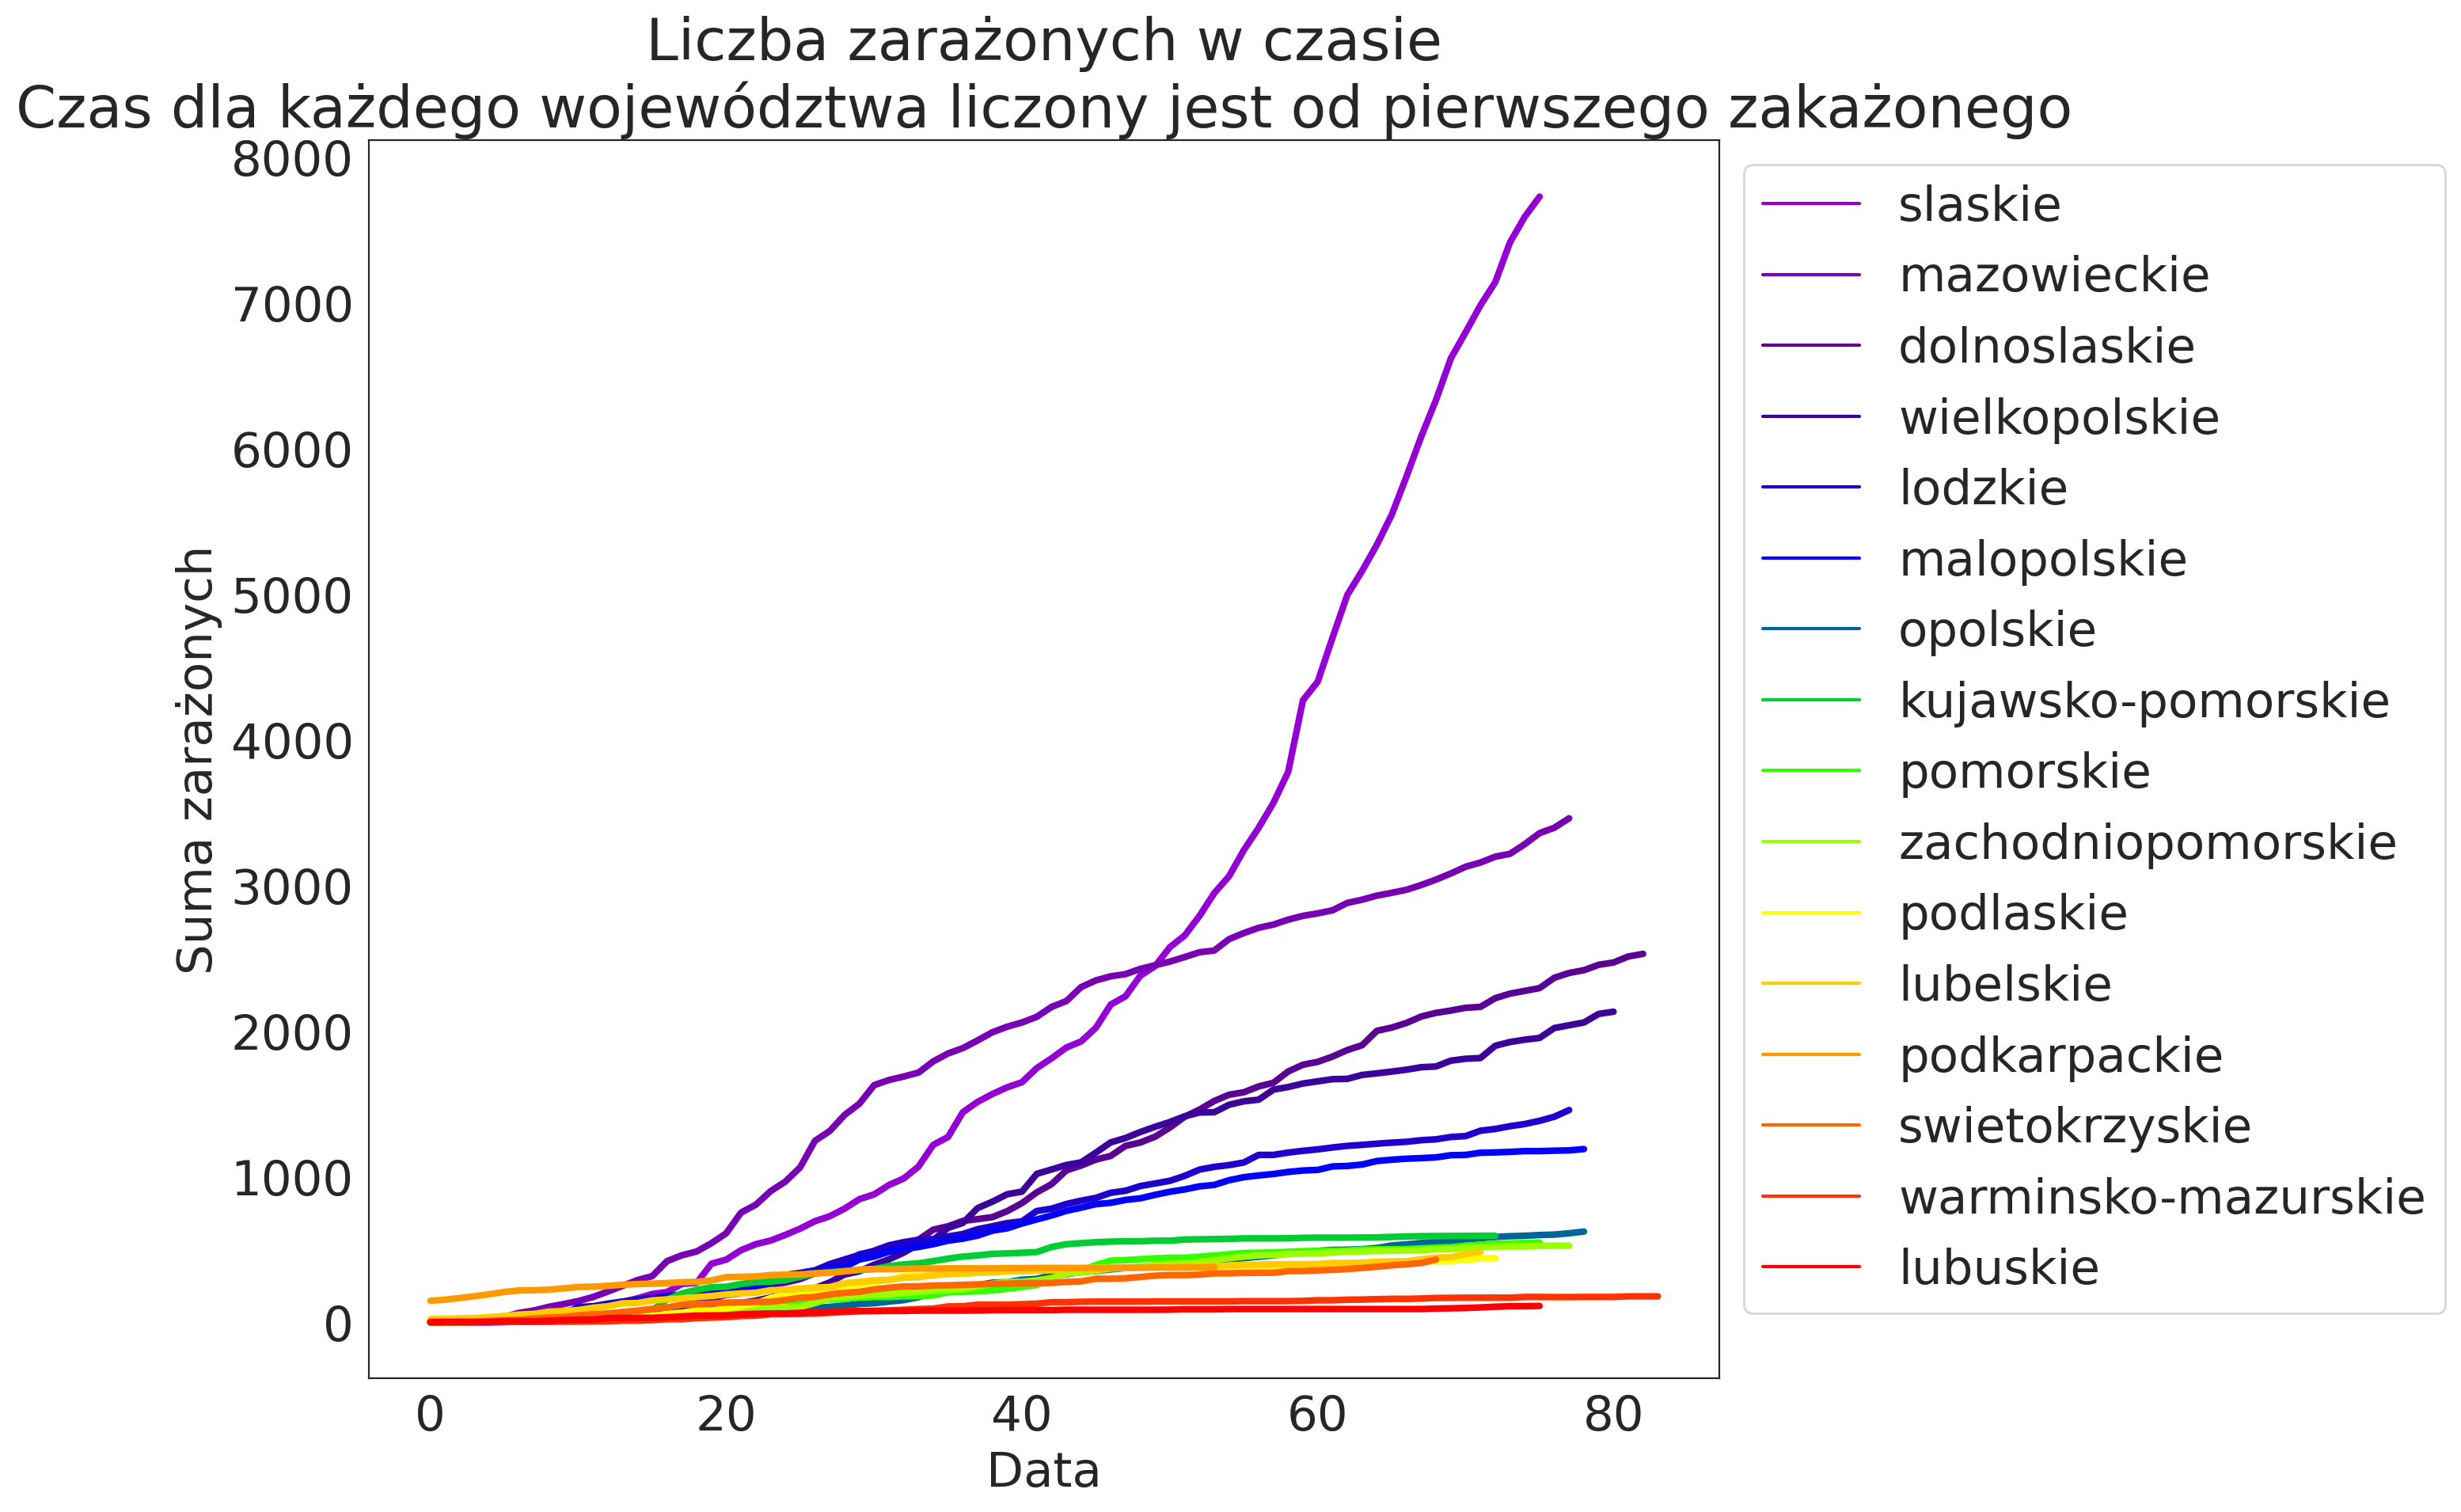 Liczba zarażonych w czasie
Czas dla każdego województwa liczony jest od pierwszego zakażonego
8000
7000
6000
5000
4000
3000
2000
1000
0
Suma zarażonych
0 20 40 60 80
Data
slaskie
mazowieckie
dolnoslaskie
wielkopolskie
lodzkie
malopolskie
opolskie
kujawsko-pomorskie
pomorskie
zachodniopomorskie
podlaskie
lubelskie
podkarpackie
swietokrzyskie
warminsko-mazurskie
lubuskie